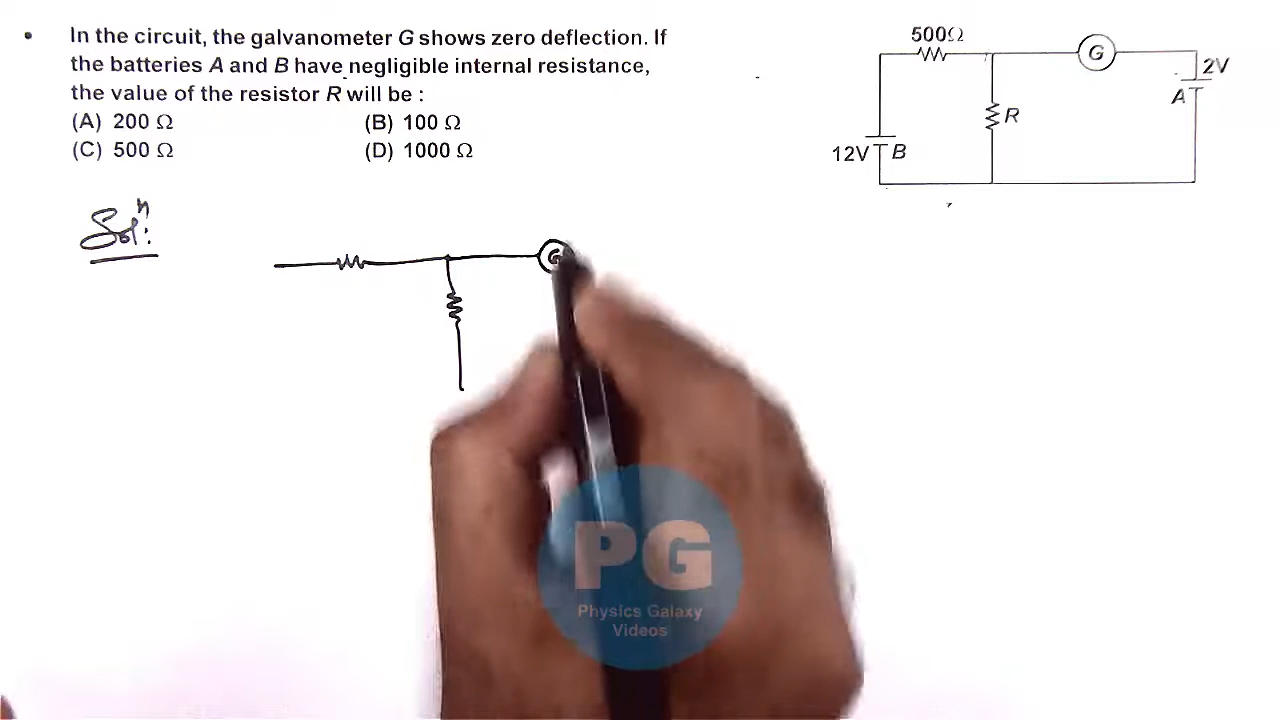 • In the circuit, the galvanometer G shows zero deflection. If
the batteries A and B have negligible internal resistance,
the value of the resistor R will be :
(A) 200 Ω (B) 100 Ω
(C) 500 Ω (D) 1000 Ω
500Ω
G
2V
A
R
12V B
Solⁿ:
G
PG
Physics Galaxy
Videos